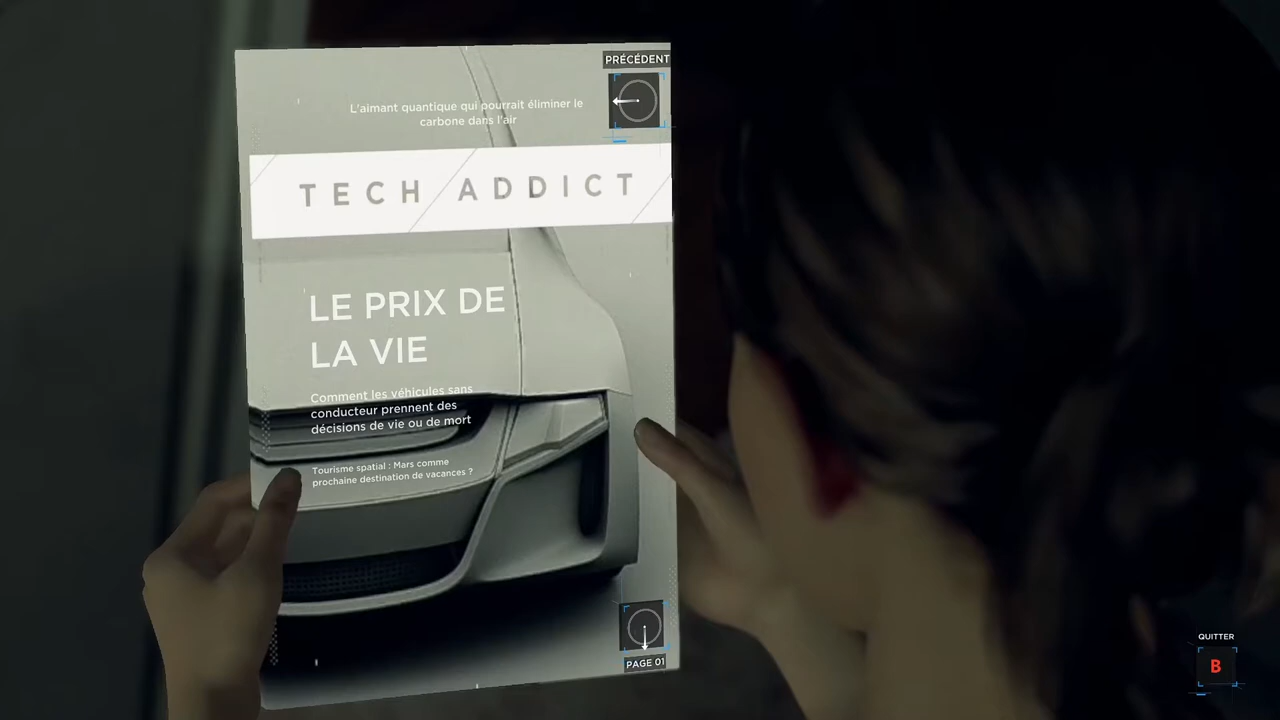 PRÉCÉDENT
L'aimant quantique qui pourrait éliminer le
carbone dans l'air
TECH ADDICT
LE PRIX DE
LA VIE
Comment les véhicules sans
conducteur prennent des
décisions de vie ou de mort
Tourisme spatial : Mars comme
prochaine destination de vacances ?
PAGE 01
QUITTER
B